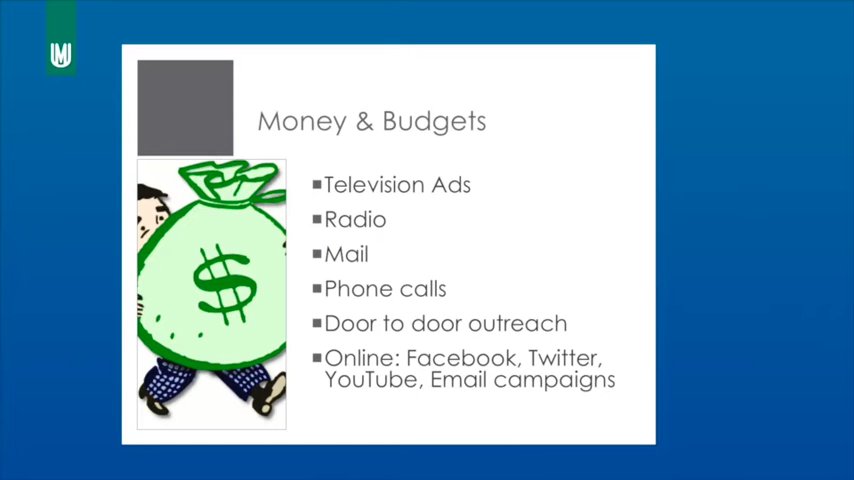 Money & Budgets
Television Ads
Radio
Mail
Phone calls
Door to door outreach
Online: Facebook, Twitter,
YouTube, Email campaigns
$